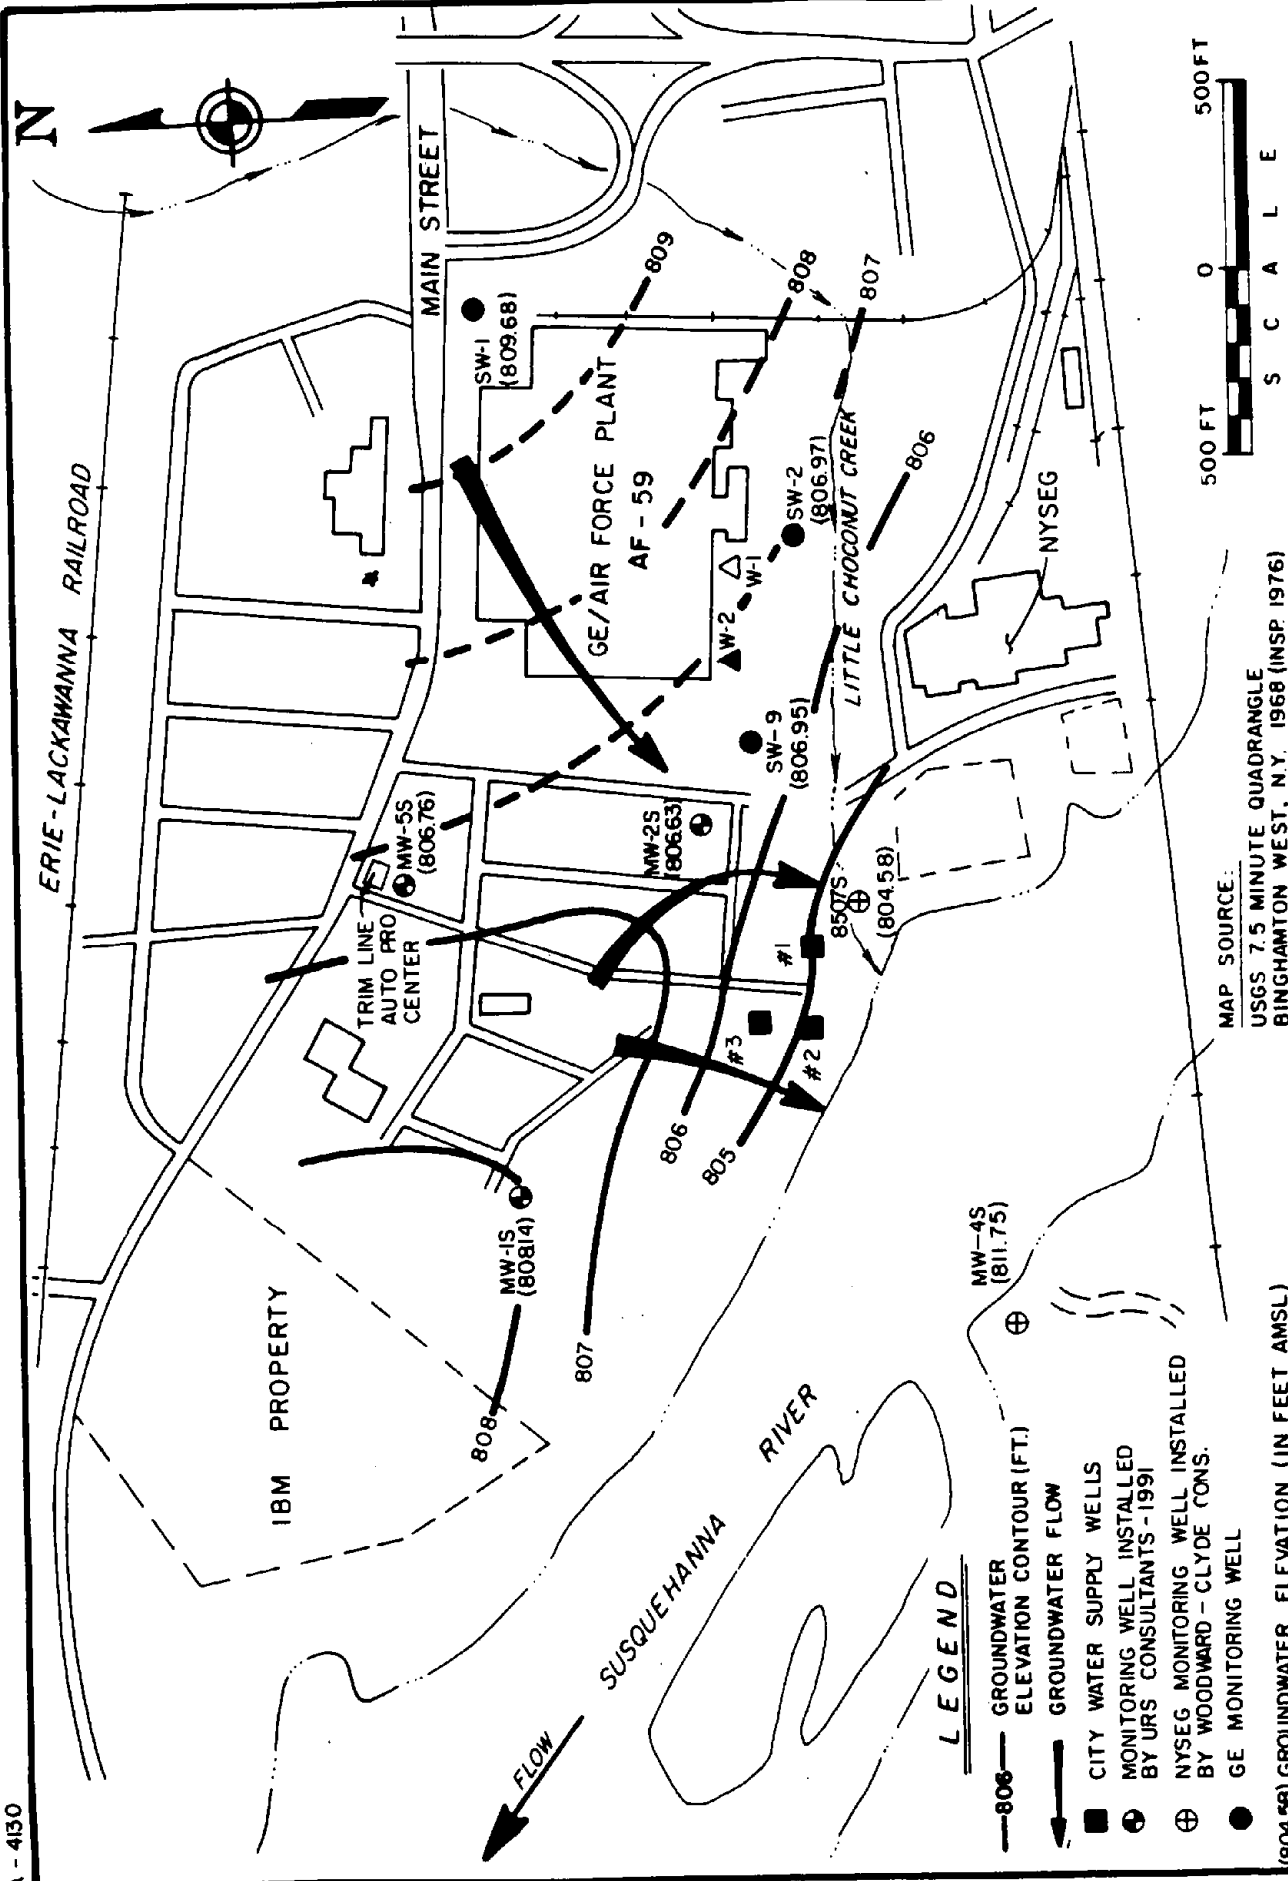 A - 4130
N
ERIE-LACKAWANNA RAILROAD
MAIN STREET
IBM PROPERTY
TRIM LINE
AUTO PRO
CENTER
MW-5S
(806.76)
MW-2S
(806.63)
MW-1S
(808.14)
SW-1
(809.68)
GE/AIR FORCE PLANT
AF-59
W-2
W-1
SW-2
(806.97)
SW-9
(806.95)
LITTLE CHOCONUT CREEK
8507S
(804.58)
#1
#3
#2
809
808
807
806
808
807
806
805
NYSEG
MW-4S
(811.75)
SUSQUEHANNA
RIVER
FLOW
500 FT
0
500 FT
SCALE
MAP SOURCE:
USGS 7.5 MINUTE QUADRANGLE
BINGHAMTON WEST, N.Y. 1968 (INSP. 1976)
LEGEND
806 GROUNDWATER
ELEVATION CONTOUR (FT.)
GROUNDWATER FLOW
CITY WATER SUPPLY WELLS
MONITORING WELL INSTALLED
BY URS CONSULTANTS-1991
NYSEG MONITORING WELL INSTALLED
BY WOODWARD-CLYDE CONS.
GE MONITORING WELL
(804.58) GROUNDWATER ELEVATION (IN FEET AMSL)